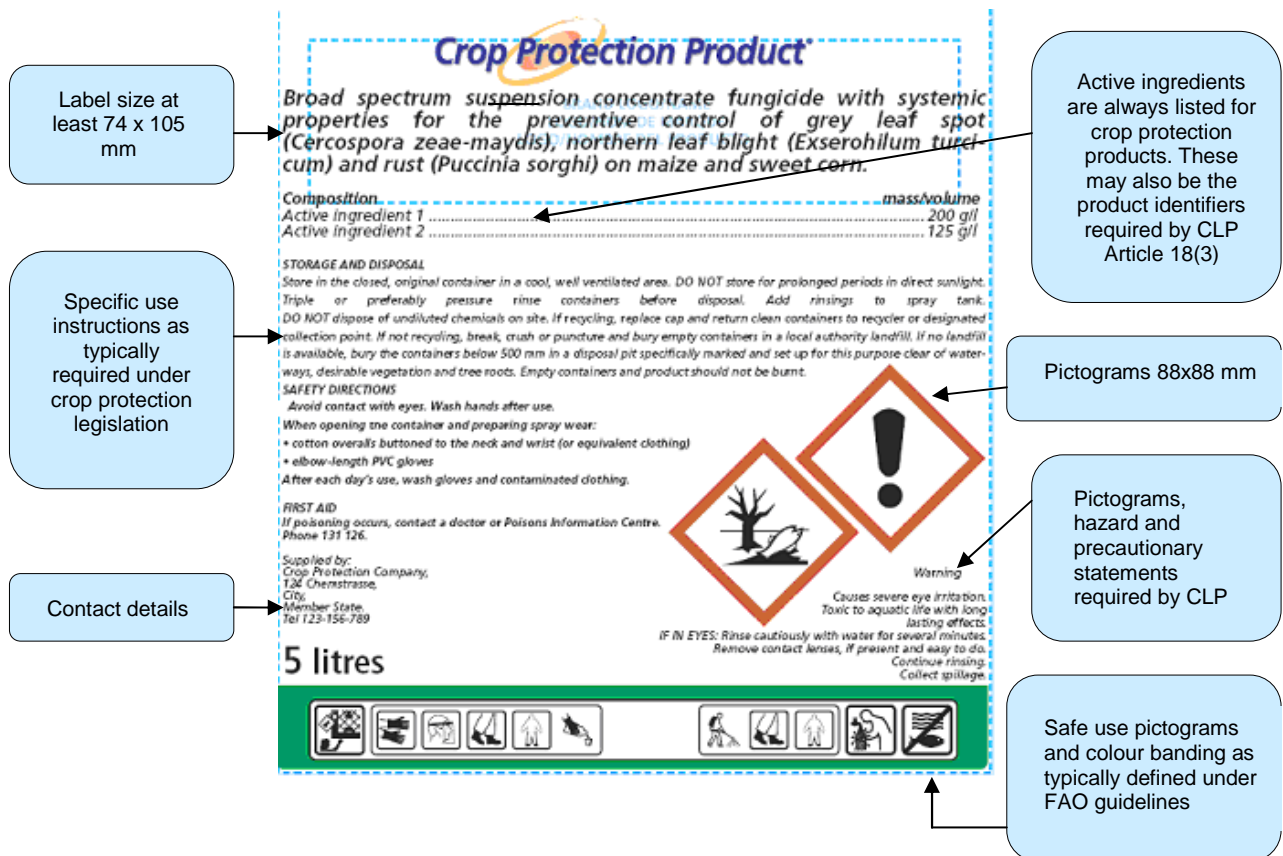 Crop Protection Product
Label size at
least 74 x 105
mm
Broad spectrum suspension concentrate fungicide with systemic
properties for the preventive control of grey leaf spot
(Cercospora zeae-maydis), northern leaf blight (Exserohilum turci-
cum) and rust (Puccinia sorghi) on maize and sweet corn.
Active ingredients
are always listed for
crop protection
products. These
may also be the
product identifiers
required by CLP
Article 18(3)
Composition mass/volume
Active ingredient 1 200 g/l
Active ingredient 2 125 g/l
Specific use
instructions as
typically
required under
crop protection
legislation
STORAGE AND DISPOSAL
Store in the closed, original container in a cool, well ventilated area. DO NOT store for prolonged periods in direct sunlight.
Triple or preferably pressure rinse containers before disposal. Add rinsings to spray tank.
DO NOT dispose of undiluted chemicals on site. If recycling, replace cap and return clean containers to recycler or designated
collection point. If not recycling, break, crush or puncture and bury empty containers in a local authority landfill. If no landfill
is available, bury the containers below 500 mm in a disposal pit specifically marked and set up for this purpose clear of water-
ways, desirable vegetation and tree roots. Empty containers and product should not be burnt.
SAFETY DIRECTIONS
Avoid contact with eyes. Wash hands after use.
When opening the container and preparing spray wear:
• cotton overalls buttoned to the neck and wrist (or equivalent clothing)
• elbow-length PVC gloves
After each day's use, wash gloves and contaminated clothing.
Pictograms 88x88 mm
FIRST AID
If poisoning occurs, contact a doctor or Poisons Information Centre.
Phone 131 126.
Contact details
Supplied by:
Crop Protection Company,
124 Chemstrasse,
City,
Member State.
Tel 123-156-789
5 litres
Pictograms,
hazard and
precautionary
statements
required by CLP
Warning
Causes severe eye irritation.
Toxic to aquatic life with long
lasting effects.
IF IN EYES: Rinse cautiously with water for several minutes.
Remove contact lenses, if present and easy to do.
Continue rinsing.
Collect spillage.
Safe use pictograms
and colour banding as
typically defined under
FAO guidelines